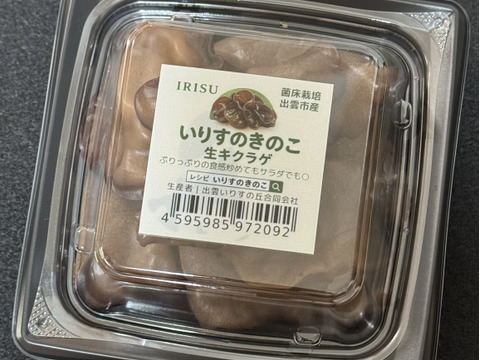 IRISU
菌床栽培
出雲市産
いりすのきのこ
生キクラゲ
ぷりっぷりの食感炒めてもサラダでも○
レシピ いりすのきのこ
生産者 | 出雲いりすの丘合同会社
4 595985 972092